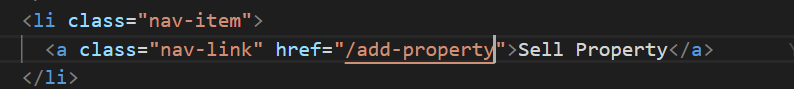 <li class="nav-item">
<a class="nav-link" href="/add-property">Sell Property</a>
</li>